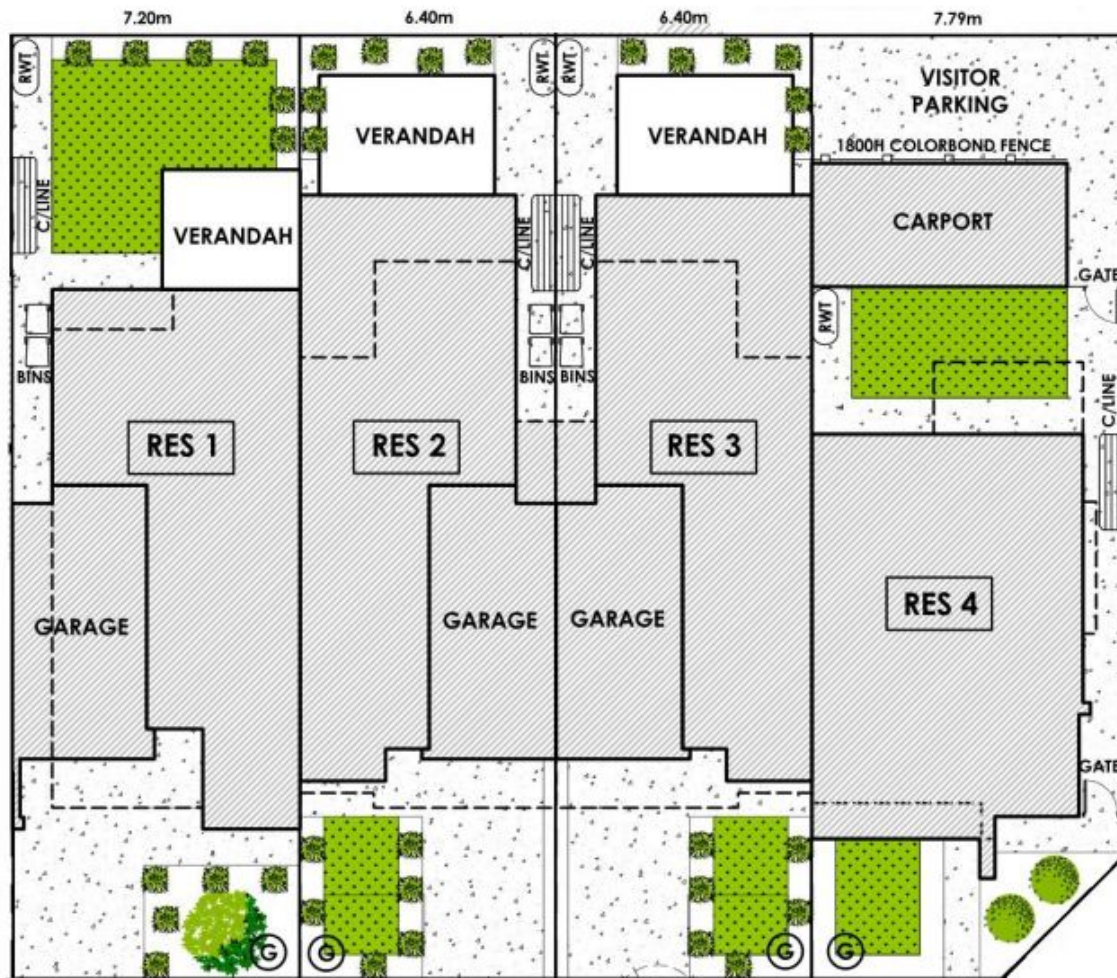 7.20m
6.40m
6.40m
7.79m
RWT
RWT
RWT
VISITOR
PARKING
VERANDAH
VERANDAH
1800H COLORBOND FENCE
C/LINE
VERANDAH
C/LINE
C/LINE
CARPORT
GATE
RWT
BINS
BINS
BINS
C/LINE
RES 1
RES 2
RES 3
RES 4
GARAGE
GARAGE
GARAGE
GATE
G
G
G
G